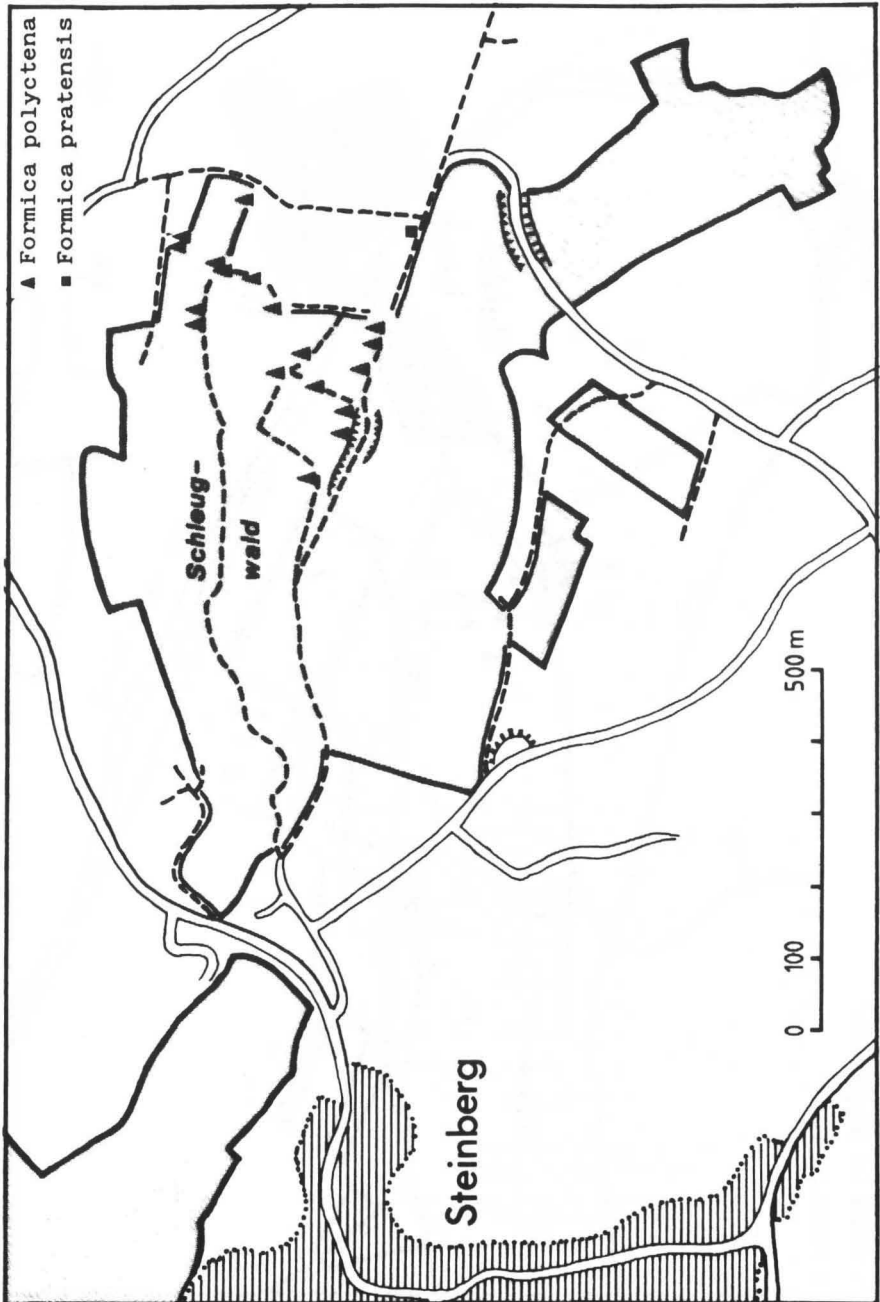 ▲ Formica polyctena
■ Formica pratensis
Schleug-
wald
Steinberg
0 100 500 m